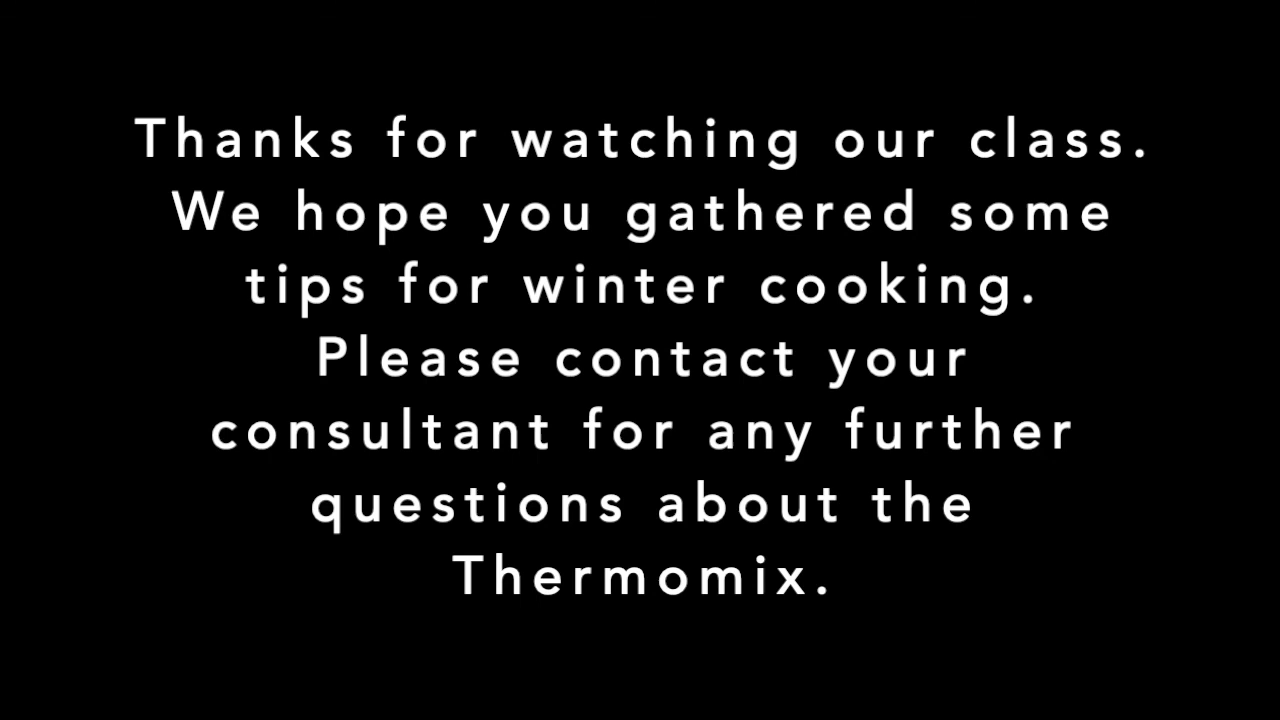 Thanks for watching our class.
We hope you gathered some
tips for winter cooking.
Please contact your
consultant for any further
questions about the
Thermomix.